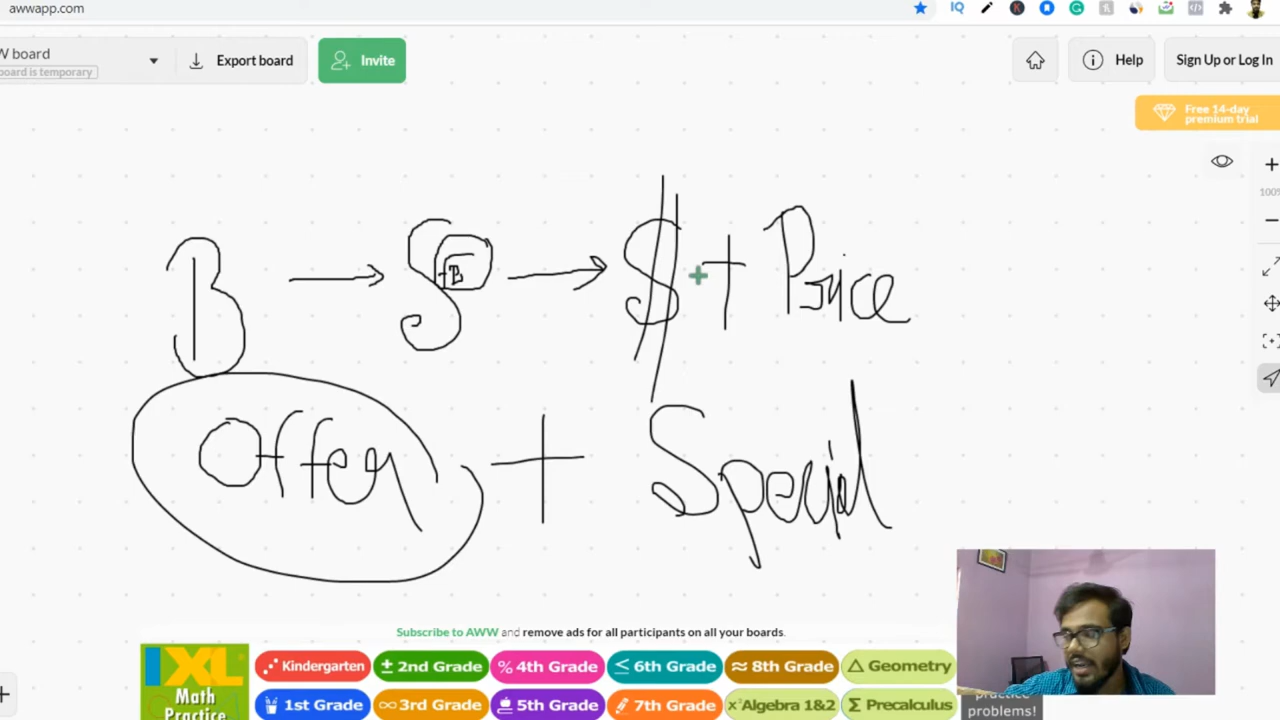 awwapp.com
W board
board is temporary
Export board
Invite
Help
Sign Up or Log In
Free 14-day
premium trial
100%
B → S → $ + Price
Offer + Special
Subscribe to AWW and remove ads for all participants on all your boards.
IXL
Math
Practice
Kindergarten
2nd Grade
4th Grade
6th Grade
8th Grade
Geometry
1st Grade
3rd Grade
5th Grade
7th Grade
Algebra 1&2
Precalculus
practice
problems!